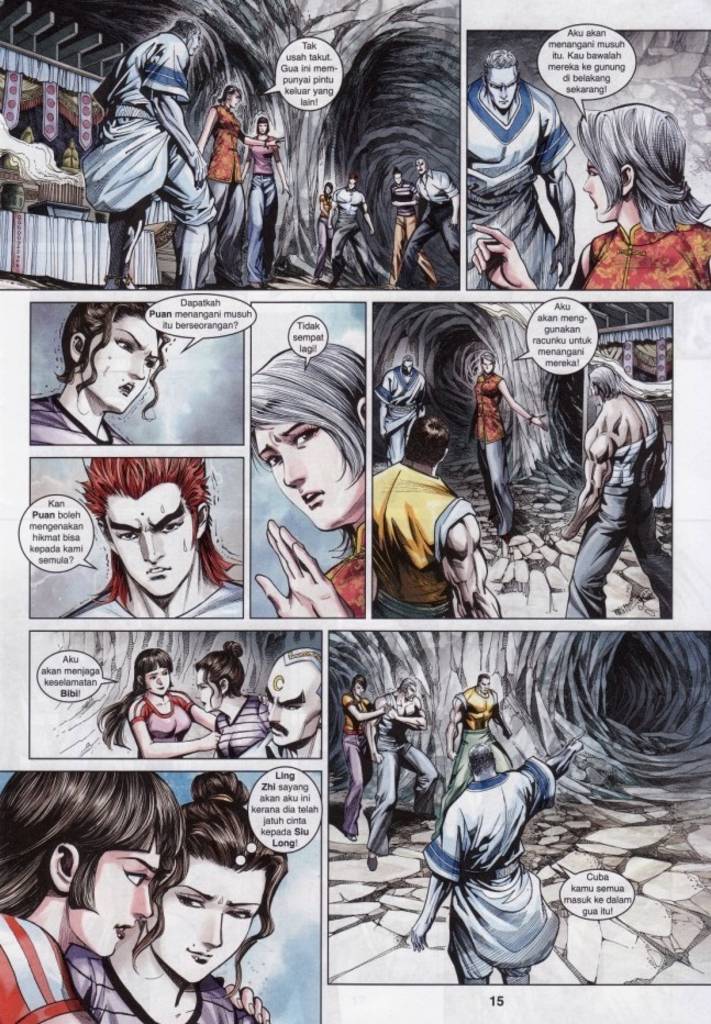 Tak
usah takut.
Gua ini mem-
punyai pintu
keluar yang
lain!
Aku akan
menangani musuh
itu. Kau bawalah
mereka ke gunung
di belakang
sekarang!
Dapatkah
Puan menangani musuh
itu berseorangan?
Tidak
sempat
lagi!
Aku
akan meng-
gunakan
racunku untuk
menangani
mereka!
Kan
Puan boleh
mengenakan
hikmat bisa
kepada kami
semula?
Aku
akan menjaga
keselamatan
Bibi!
Ling
Zhi sayang
akan aku ini
kerana dia telah
jatuh cinta
kepada Siu
Long!
Cuba
kamu semua
masuk ke dalam
gua itu!
15